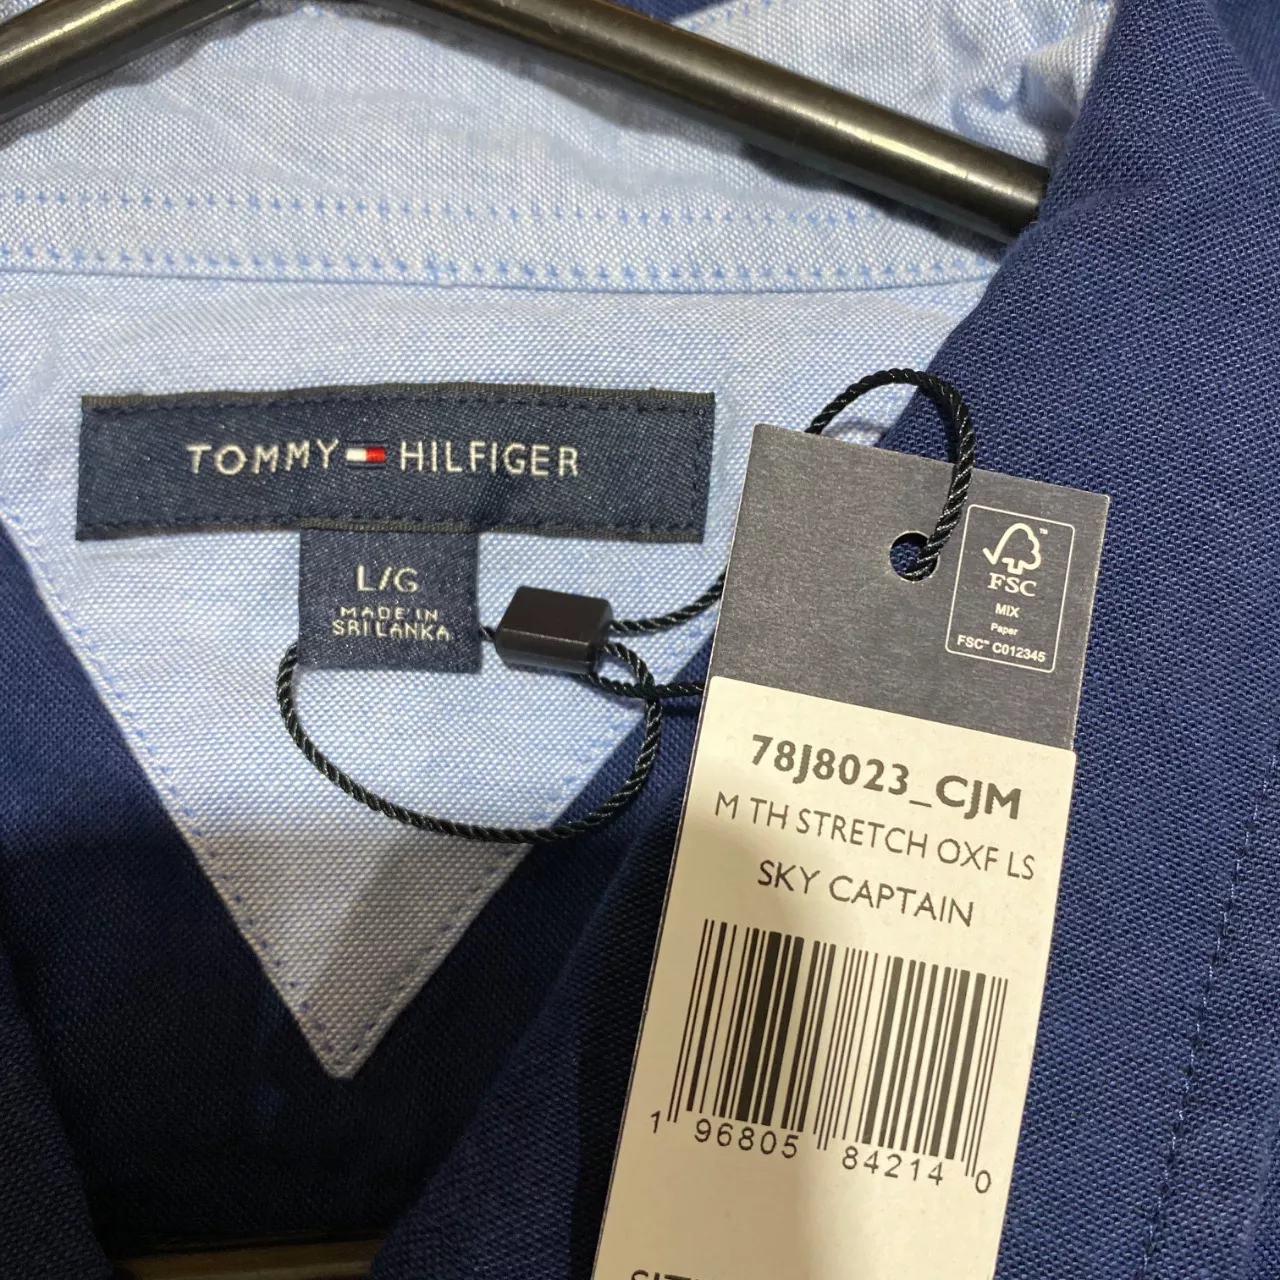 TOMMY HILFIGER
L/G
MADE IN
SRI LANKA
FSC
MIX
Paper
FSC™ C012345
78J8023_CJM
M TH STRETCH OXF LS
SKY CAPTAIN
1 96805 84214 0